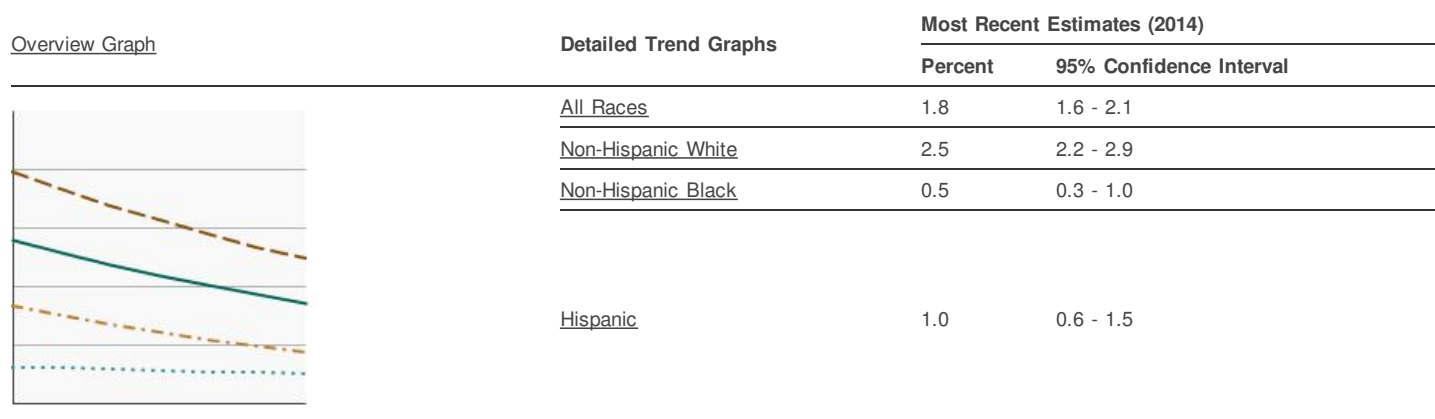 Overview Graph
Detailed Trend Graphs
Most Recent Estimates (2014)
Percent
95% Confidence Interval
All Races 1.8 1.6 - 2.1
Non-Hispanic White 2.5 2.2 - 2.9
Non-Hispanic Black 0.5 0.3 - 1.0
Hispanic 1.0 0.6 - 1.5